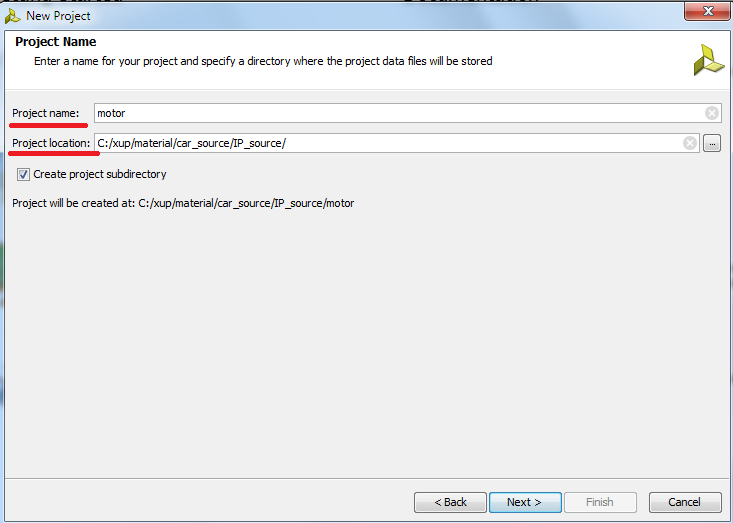 New Project
Project Name
Enter a name for your project and specify a directory where the project data files will be stored
Project name: motor
Project location: C:/xup/material/car_source/IP_source/ ...
Create project subdirectory
Project will be created at: C:/xup/material/car_source/IP_source/motor
< Back Next > Finish Cancel